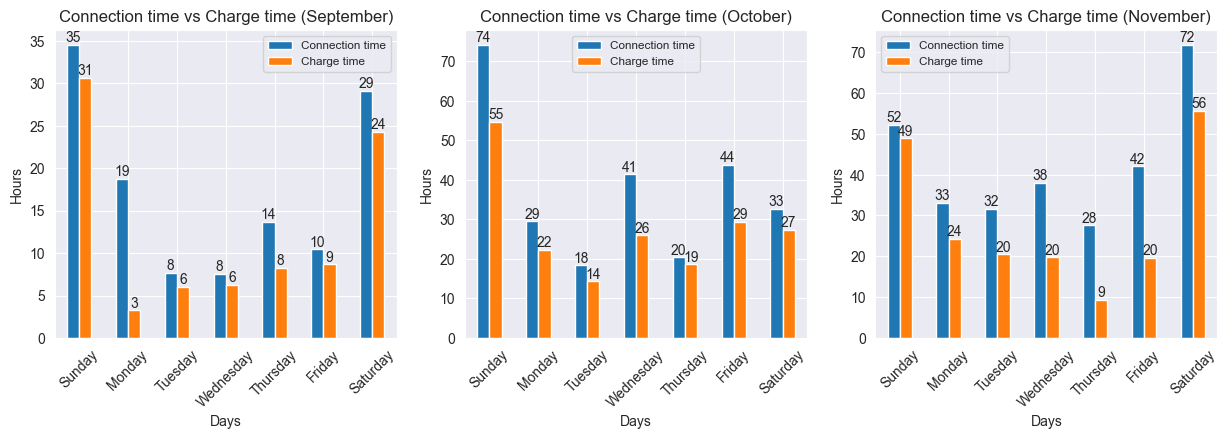 Connection time vs Charge time (September)
Connection time
Charge time
Hours
35
30
25
20
15
10
5
0
35
31
19
3
8
6
8
6
14
8
10
9
29
24
Sunday
Monday
Tuesday
Wednesday
Thursday
Friday
Saturday
Days
Connection time vs Charge time (October)
Connection time
Charge time
Hours
70
60
50
40
30
20
10
0
74
55
29
22
18
14
41
26
20
19
44
29
33
27
Sunday
Monday
Tuesday
Wednesday
Thursday
Friday
Saturday
Days
Connection time vs Charge time (November)
Connection time
Charge time
Hours
70
60
50
40
30
20
10
0
52
49
33
24
32
20
38
20
28
9
42
20
72
56
Sunday
Monday
Tuesday
Wednesday
Thursday
Friday
Saturday
Days